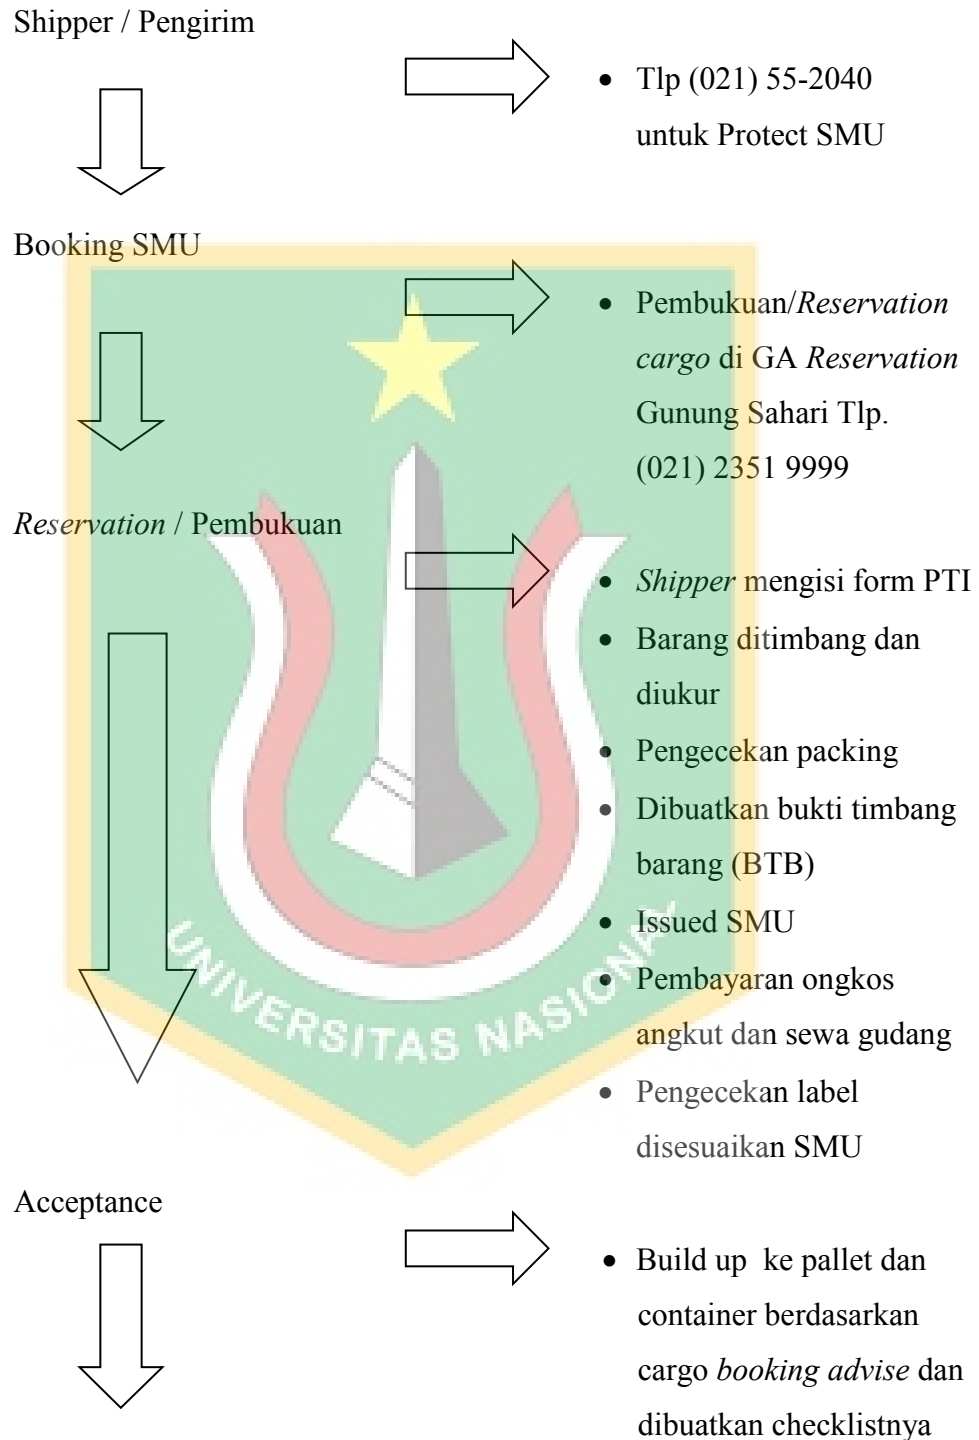 Shipper / Pengirim
• Tlp (021) 55-2040
untuk Protect SMU
Booking SMU
• Pembukuan/Reservation
cargo di GA Reservation
Gunung Sahari Tlp.
(021) 2351 9999
Reservation / Pembukuan
• Shipper mengisi form PTI
• Barang ditimbang dan
diukur
• Pengecekan packing
• Dibuatkan bukti timbang
barang (BTB)
• Issued SMU
• Pembayaran ongkos
angkut dan sewa gudang
• Pengecekan label
disesuaikan SMU
UNIVERSITAS NASIONAL
Acceptance
• Build up ke pallet dan
container berdasarkan
cargo booking advise dan
dibuatkan checklistnya